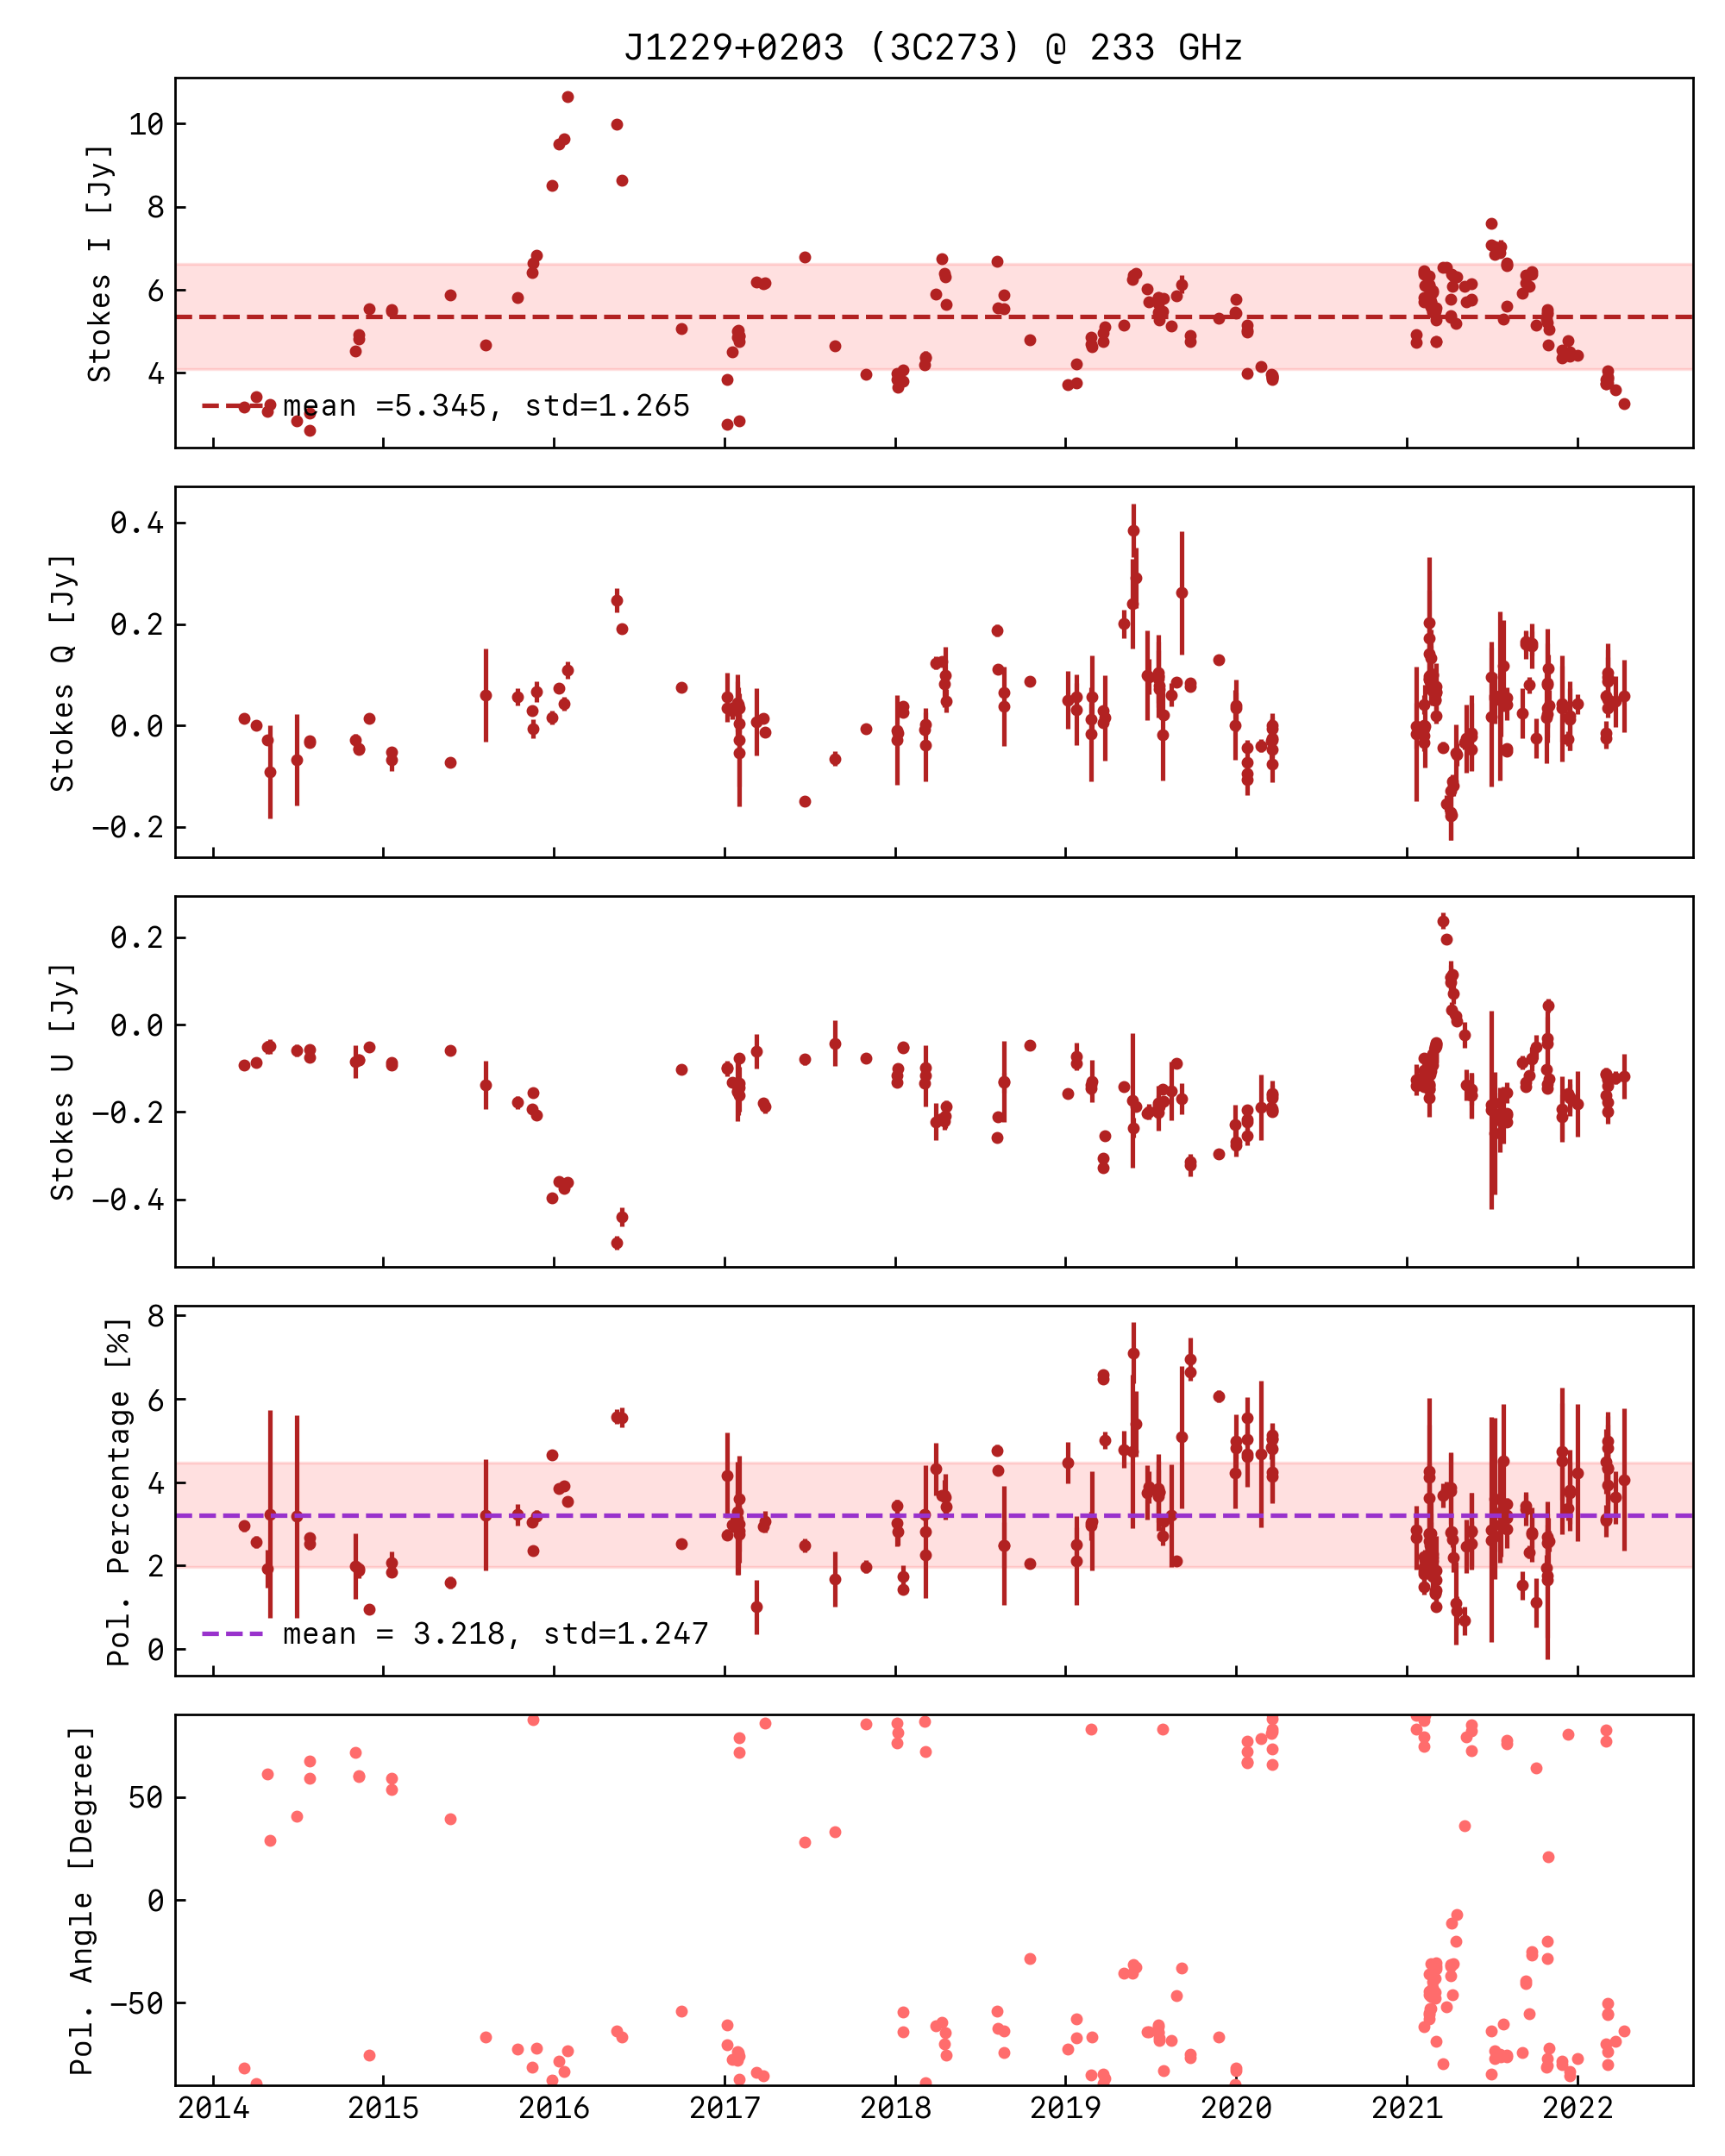 J1229+0203 (3C273) @ 233 GHz
Stokes I [Jy]
10
8
6
4
mean =5.345, std=1.265
Stokes Q [Jy]
0.4
0.2
0.0
−0.2
Stokes U [Jy]
0.2
0.0
−0.2
−0.4
Pol. Percentage [%]
8
6
4
2
0
mean = 3.218, std=1.247
Pol. Angle [Degree]
50
0
−50
2014 2015 2016 2017 2018 2019 2020 2021 2022